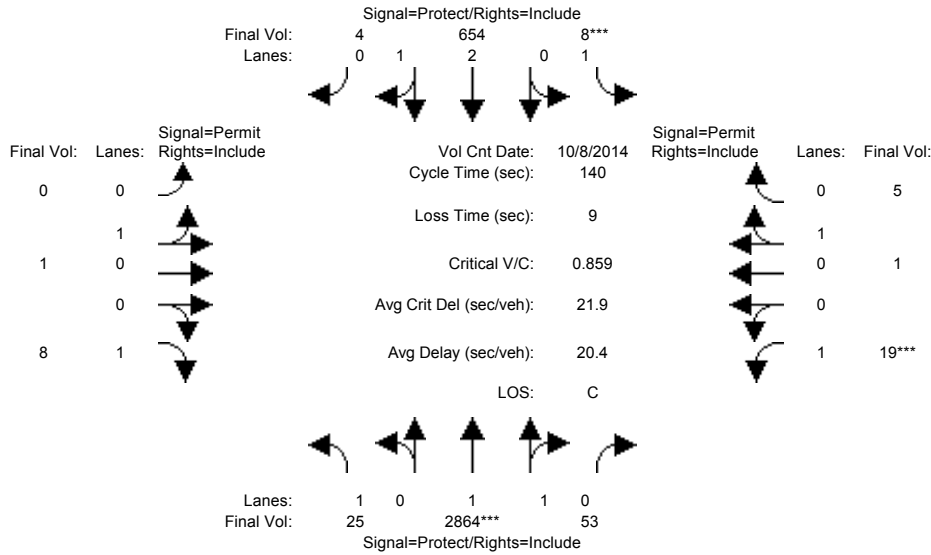 Signal=Protect/Rights=Include
Final Vol: 4 654 8***
Lanes: 0 1 2 0 1
Signal=Permit Signal=Permit
Final Vol: Lanes: Rights=Include Vol Cnt Date: 10/8/2014 Rights=Include Lanes: Final Vol:
Cycle Time (sec): 140
0 0 0 5
Loss Time (sec): 9
1 1
1 0 Critical V/C: 0.859 0 1
0 Avg Crit Del (sec/veh): 21.9 0
8 1 Avg Delay (sec/veh): 20.4 1 19***
LOS: C
Lanes: 1 0 1 1 0
Final Vol: 25 2864*** 53
Signal=Protect/Rights=Include